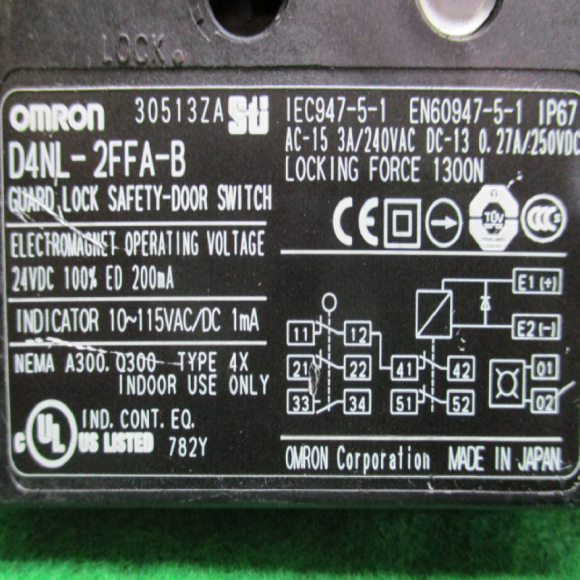 LOCK
OMRON 30513ZA Sti
D4NL-2FFA-B
GUARD LOCK SAFETY-DOOR SWITCH
ELECTROMAGNET OPERATING VOLTAGE
24VDC 100% ED 200mA
INDICATOR 10~115VAC/DC 1mA
NEMA A300.Q300 TYPE 4X
INDOOR USE ONLY
C UL US LISTED
IND. CONT. EQ.
782Y
IEC947-5-1 EN60947-5-1 IP67
AC-15 3A/240VAC DC-13 0.27A/250VDC
LOCKING FORCE 1300N
CE TÜV CCC
E1 (+)
E2 (-)
11 12
21 22 41 42 01
33 34 51 52 02
OMRON Corporation MADE IN JAPAN